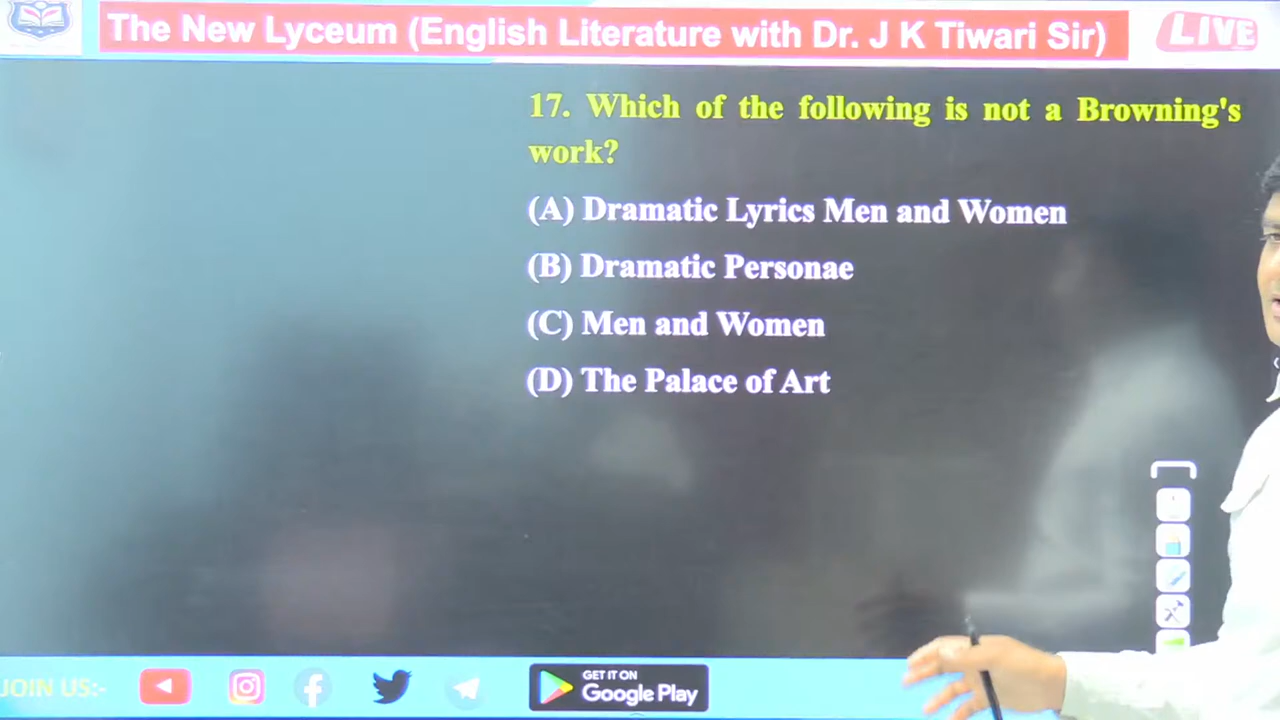 The New Lyceum (English Literature with Dr. J K Tiwari Sir)
LIVE
17. Which of the following is not a Browning's
work?
(A) Dramatic Lyrics Men and Women
(B) Dramatic Personae
(C) Men and Women
(D) The Palace of Art
JOIN US:-
GET IT ON
Google Play